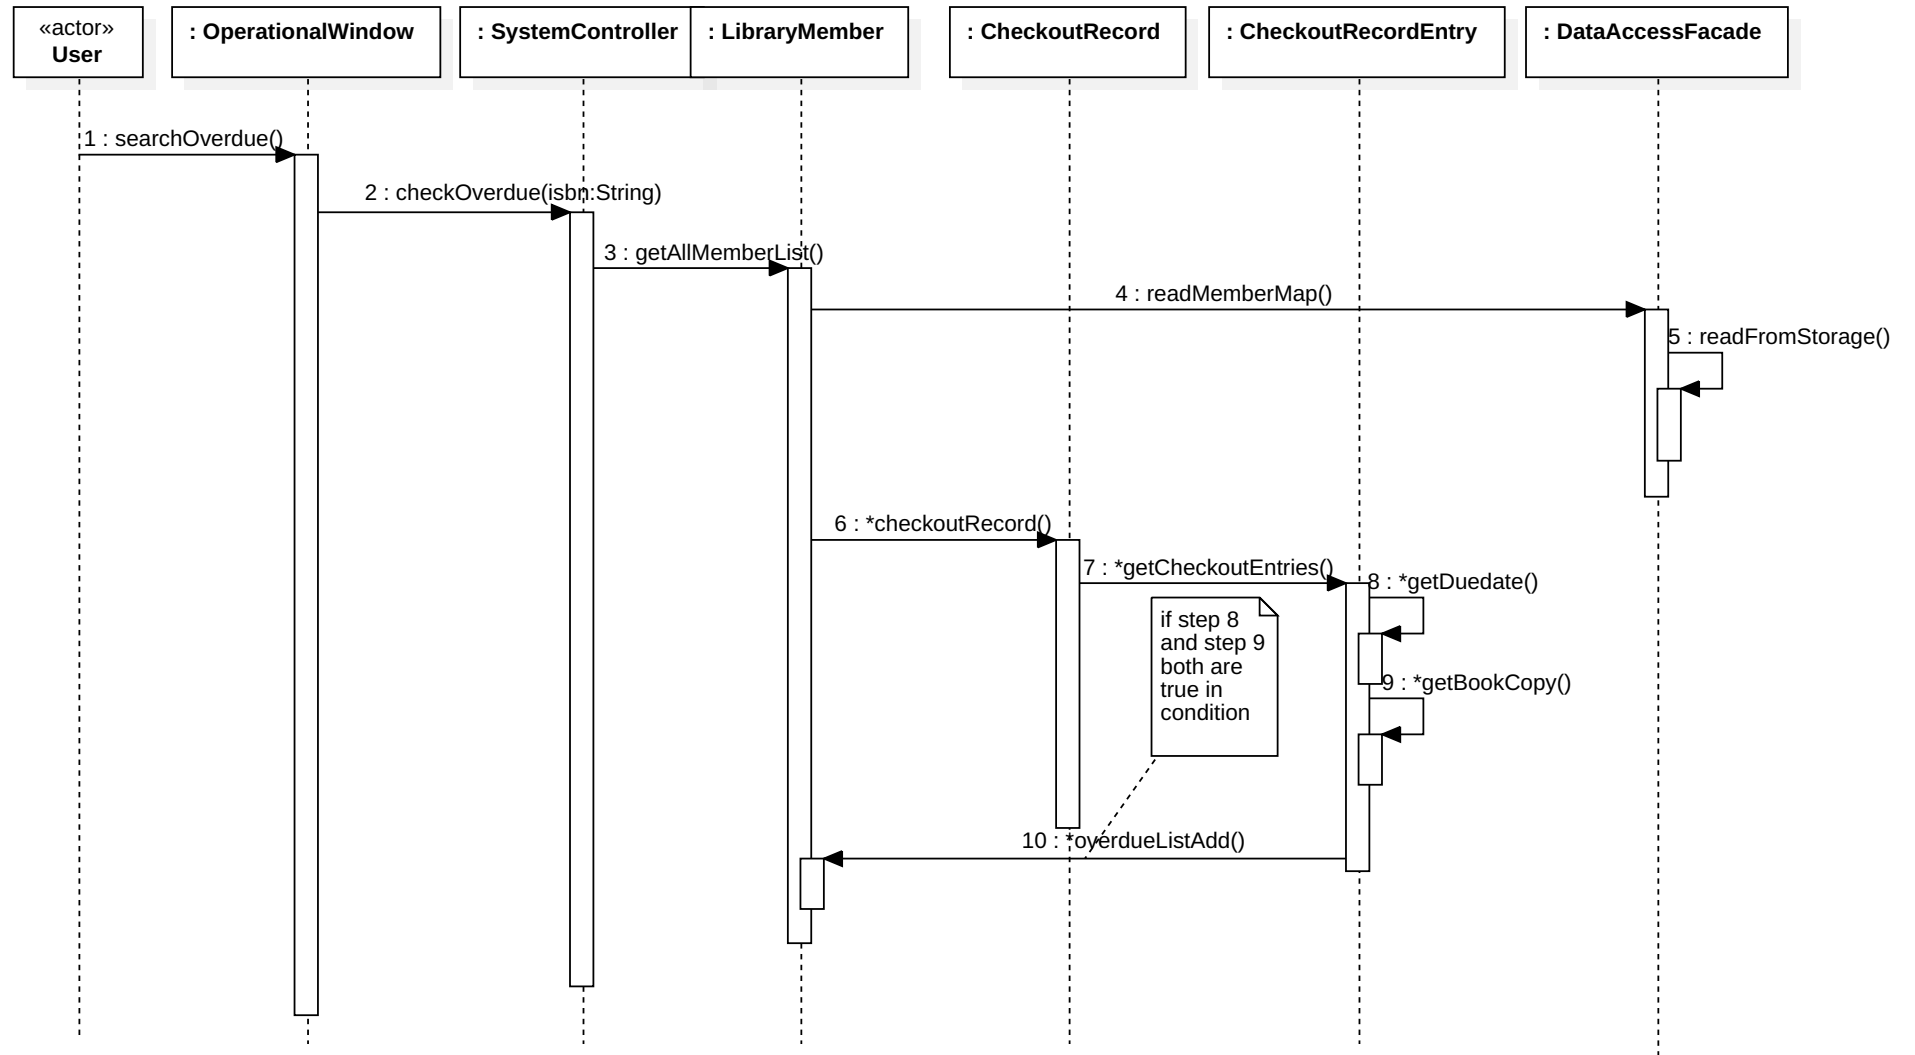 «actor»
User
: OperationalWindow
: SystemController
: LibraryMember
: CheckoutRecord
: CheckoutRecordEntry
: DataAccessFacade
1 : searchOverdue()
2 : checkOverdue(isbn:String)
3 : getAllMemberList()
4 : readMemberMap()
5 : readFromStorage()
6 : *checkoutRecord()
7 : *getCheckoutEntries()
8 : *getDuedate()
if step 8
and step 9
both are
true in
condition
9 : *getBookCopy()
10 : *overdueListAdd()